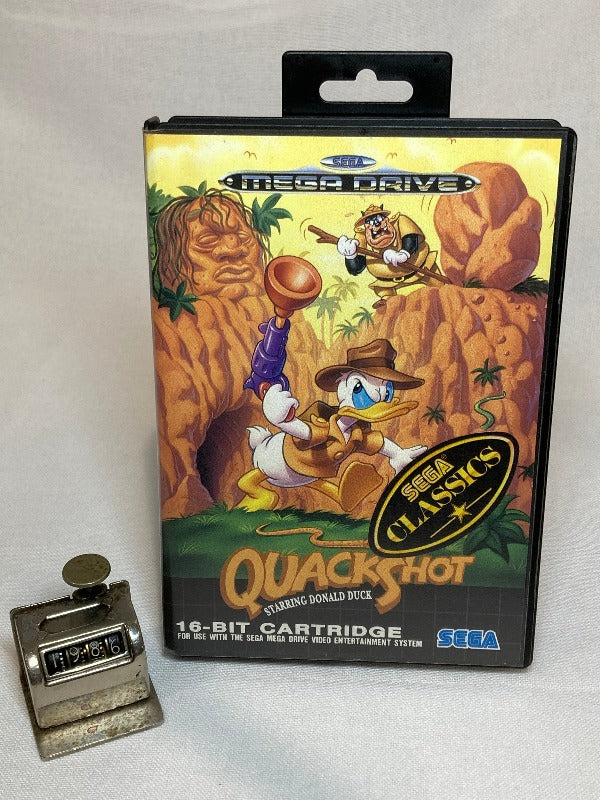 SEGA
MEGA DRIVE
SEGA
CLASSICS
QUACKSHOT
STARRING DONALD DUCK
16-BIT CARTRIDGE
FOR USE WITH THE SEGA MEGA DRIVE VIDEO ENTERTAINMENT SYSTEM
SEGA
1986